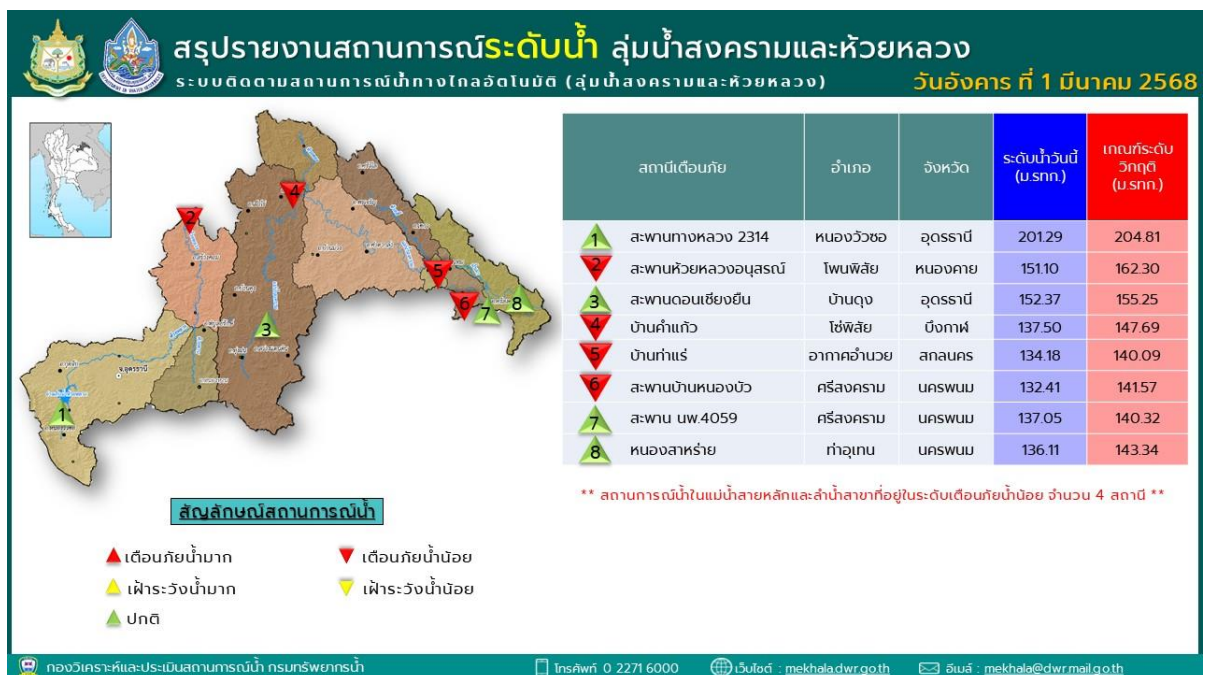 สรุปรายงานสถานการณ์ระดับน้ำ ลุ่มน้ำสงครามและห้วยหลวง
ระบบติดตามสถานการณ์น้ำทางไกลอัตโนมัติ (ลุ่มน้ำสงครามและห้วยหลวง)
วันอังคาร ที่ 1 มีนาคม 2568
สถานีเตือนภัย อำเภอ จังหวัด ระดับน้ำวันนี้ (ม.รทก.) เกณฑ์ระดับวิกฤติ (ม.รทก.)
1 สะพานทางหลวง 2314 หนองวัวซอ อุดรธานี 201.29 204.81
2 สะพานห้วยหลวงอนุสรณ์ โพนพิสัย หนองคาย 151.10 162.30
3 สะพานดอนเชียงยืน บ้านดุง อุดรธานี 152.37 155.25
4 บ้านคำแก้ว โซ่พิสัย บึงกาฬ 137.50 147.69
5 บ้านท่าแร่ อากาศอำนวย สกลนคร 134.18 140.09
6 สะพานบ้านหนองบัว ศรีสงคราม นครพนม 132.41 141.57
7 สะพาน นพ.4059 ศรีสงคราม นครพนม 137.05 140.32
8 หนองสาหร่าย ท่าอุเทน นครพนม 136.11 143.34
** สถานการณ์น้ำในแม่น้ำสายหลักและลำน้ำสาขาที่อยู่ในระดับเตือนภัยน้ำน้อย จำนวน 4 สถานี **
4
2
5
6
7
8
3
จ.อุดรธานี
1
สัญลักษณ์สถานการณ์น้ำ
เตือนภัยน้ำมาก เตือนภัยน้ำน้อย
เฝ้าระวังน้ำมาก เฝ้าระวังน้ำน้อย
ปกติ
กองวิเคราะห์และประเมินสถานการณ์น้ำ กรมทรัพยากรน้ำ โทรศัพท์ 0 2271 6000 เว็บไซต์ : mekhala.dwr.go.th อีเมล์ : mekhala@dwr.mail.go.th